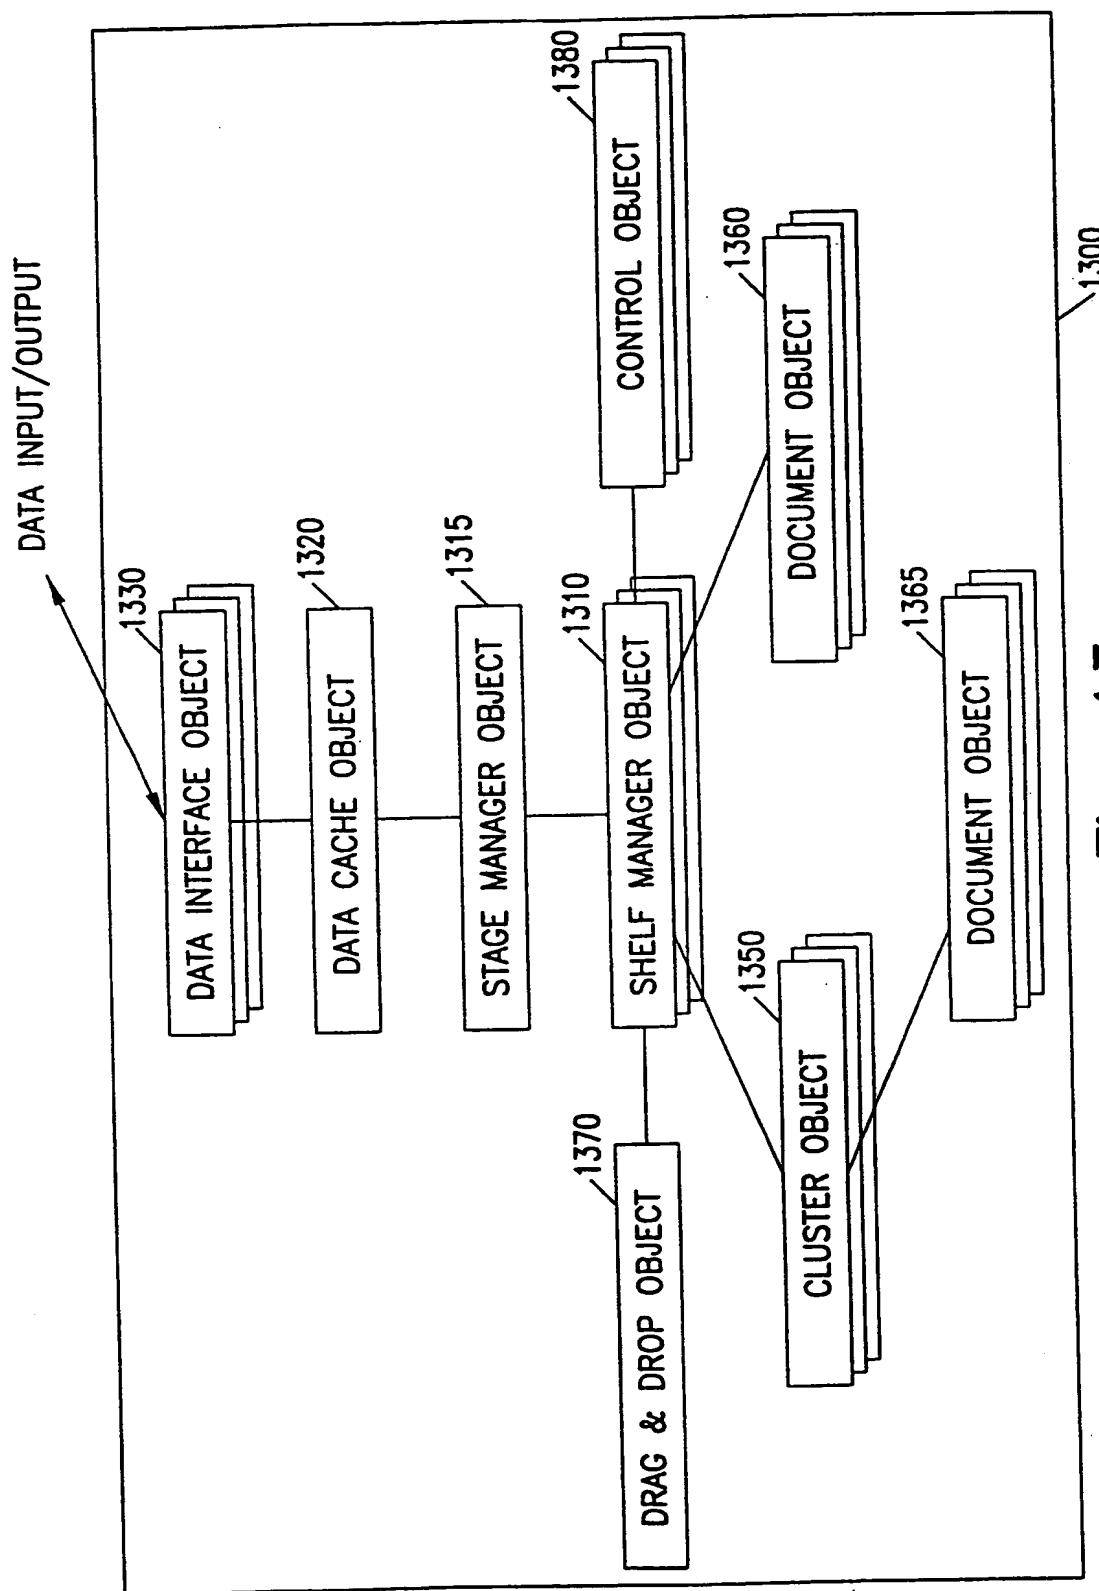 DATA INPUT/OUTPUT
1330
DATA INTERFACE OBJECT
1320
DATA CACHE OBJECT
1315
STAGE MANAGER OBJECT
1370
DRAG & DROP OBJECT
1310
SHELF MANAGER OBJECT
1380
CONTROL OBJECT
1350
CLUSTER OBJECT
1360
DOCUMENT OBJECT
1365
DOCUMENT OBJECT
1300